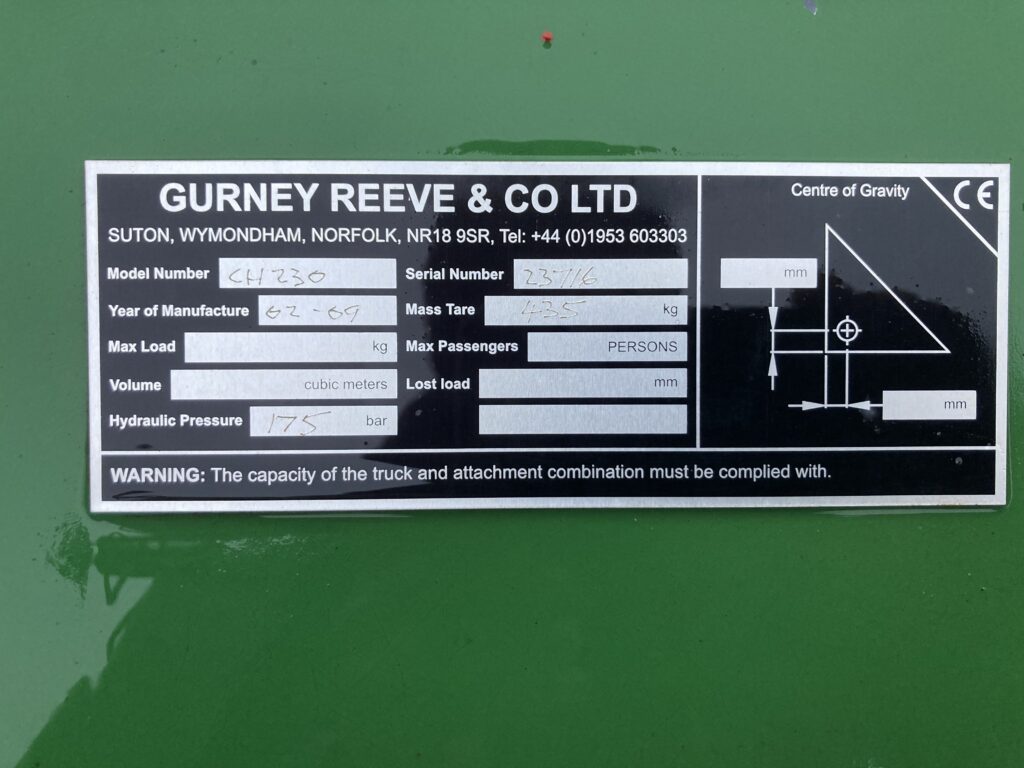 GURNEY REEVE & CO LTD
SUTON, WYMONDHAM, NORFOLK, NR18 9SR, Tel: +44 (0)1953 603303
Model Number CH230 Serial Number 23716
Year of Manufacture 02-09 Mass Tare 435 kg
Max Load kg Max Passengers PERSONS
Volume cubic meters Lost load mm
Hydraulic Pressure 175 bar
WARNING: The capacity of the truck and attachment combination must be complied with.
Centre of Gravity
CE
mm
mm